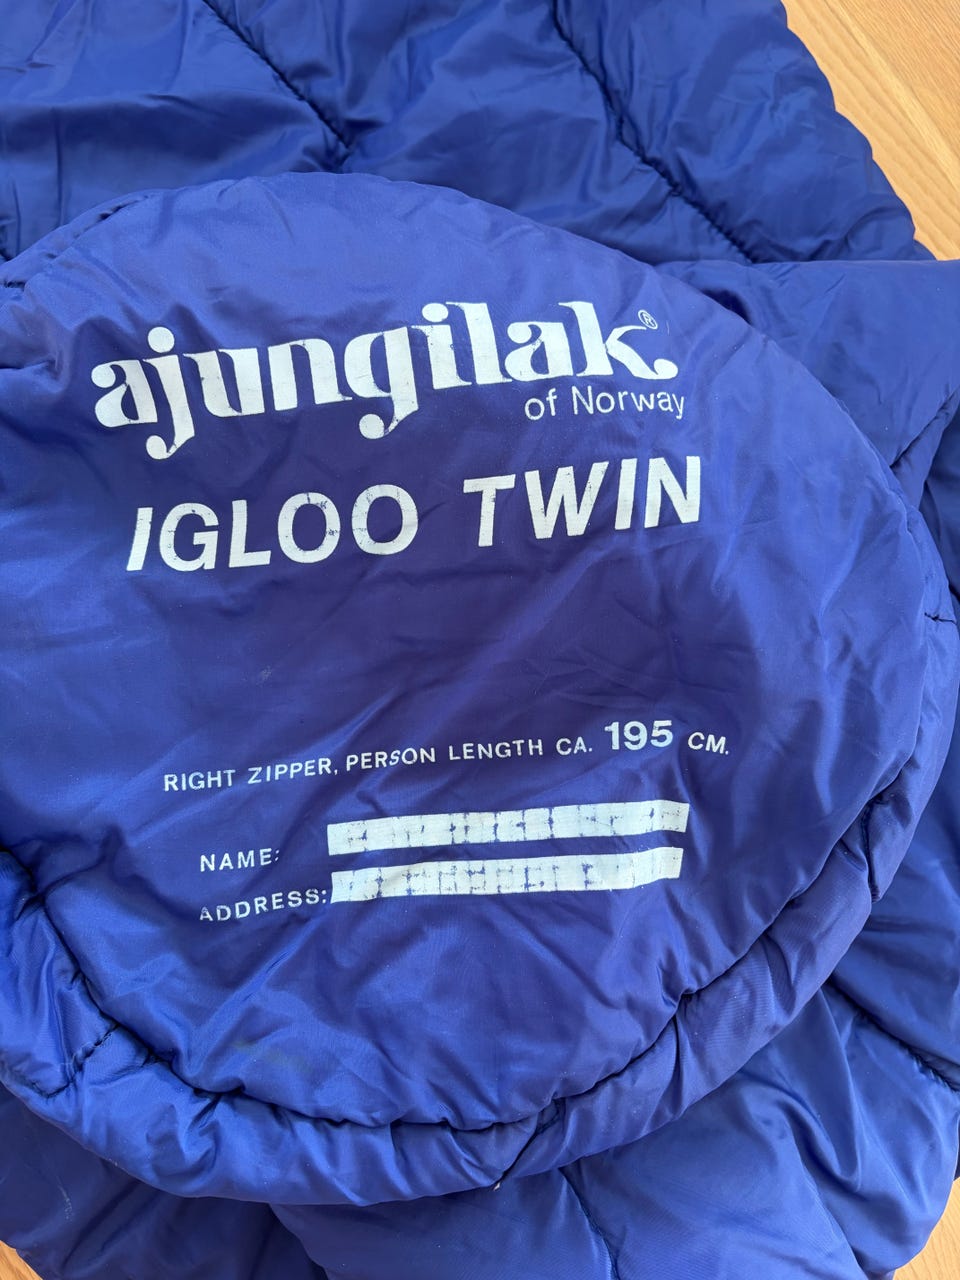 ajungilak®
of Norway
IGLOO TWIN
RIGHT ZIPPER, PERSON LENGTH CA. 195 CM.
NAME:
ADDRESS: